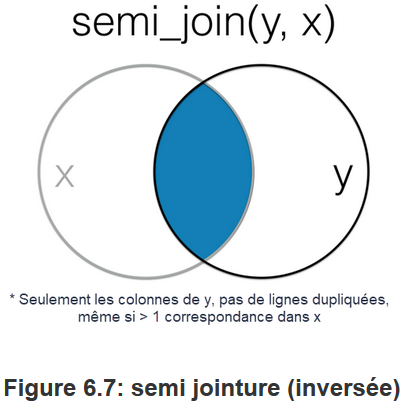 semi_join(y, x)
x
y
* Seulement les colonnes de y, pas de lignes dupliquées,
même si > 1 correspondance dans x
Figure 6.7: semi jointure (inversée)